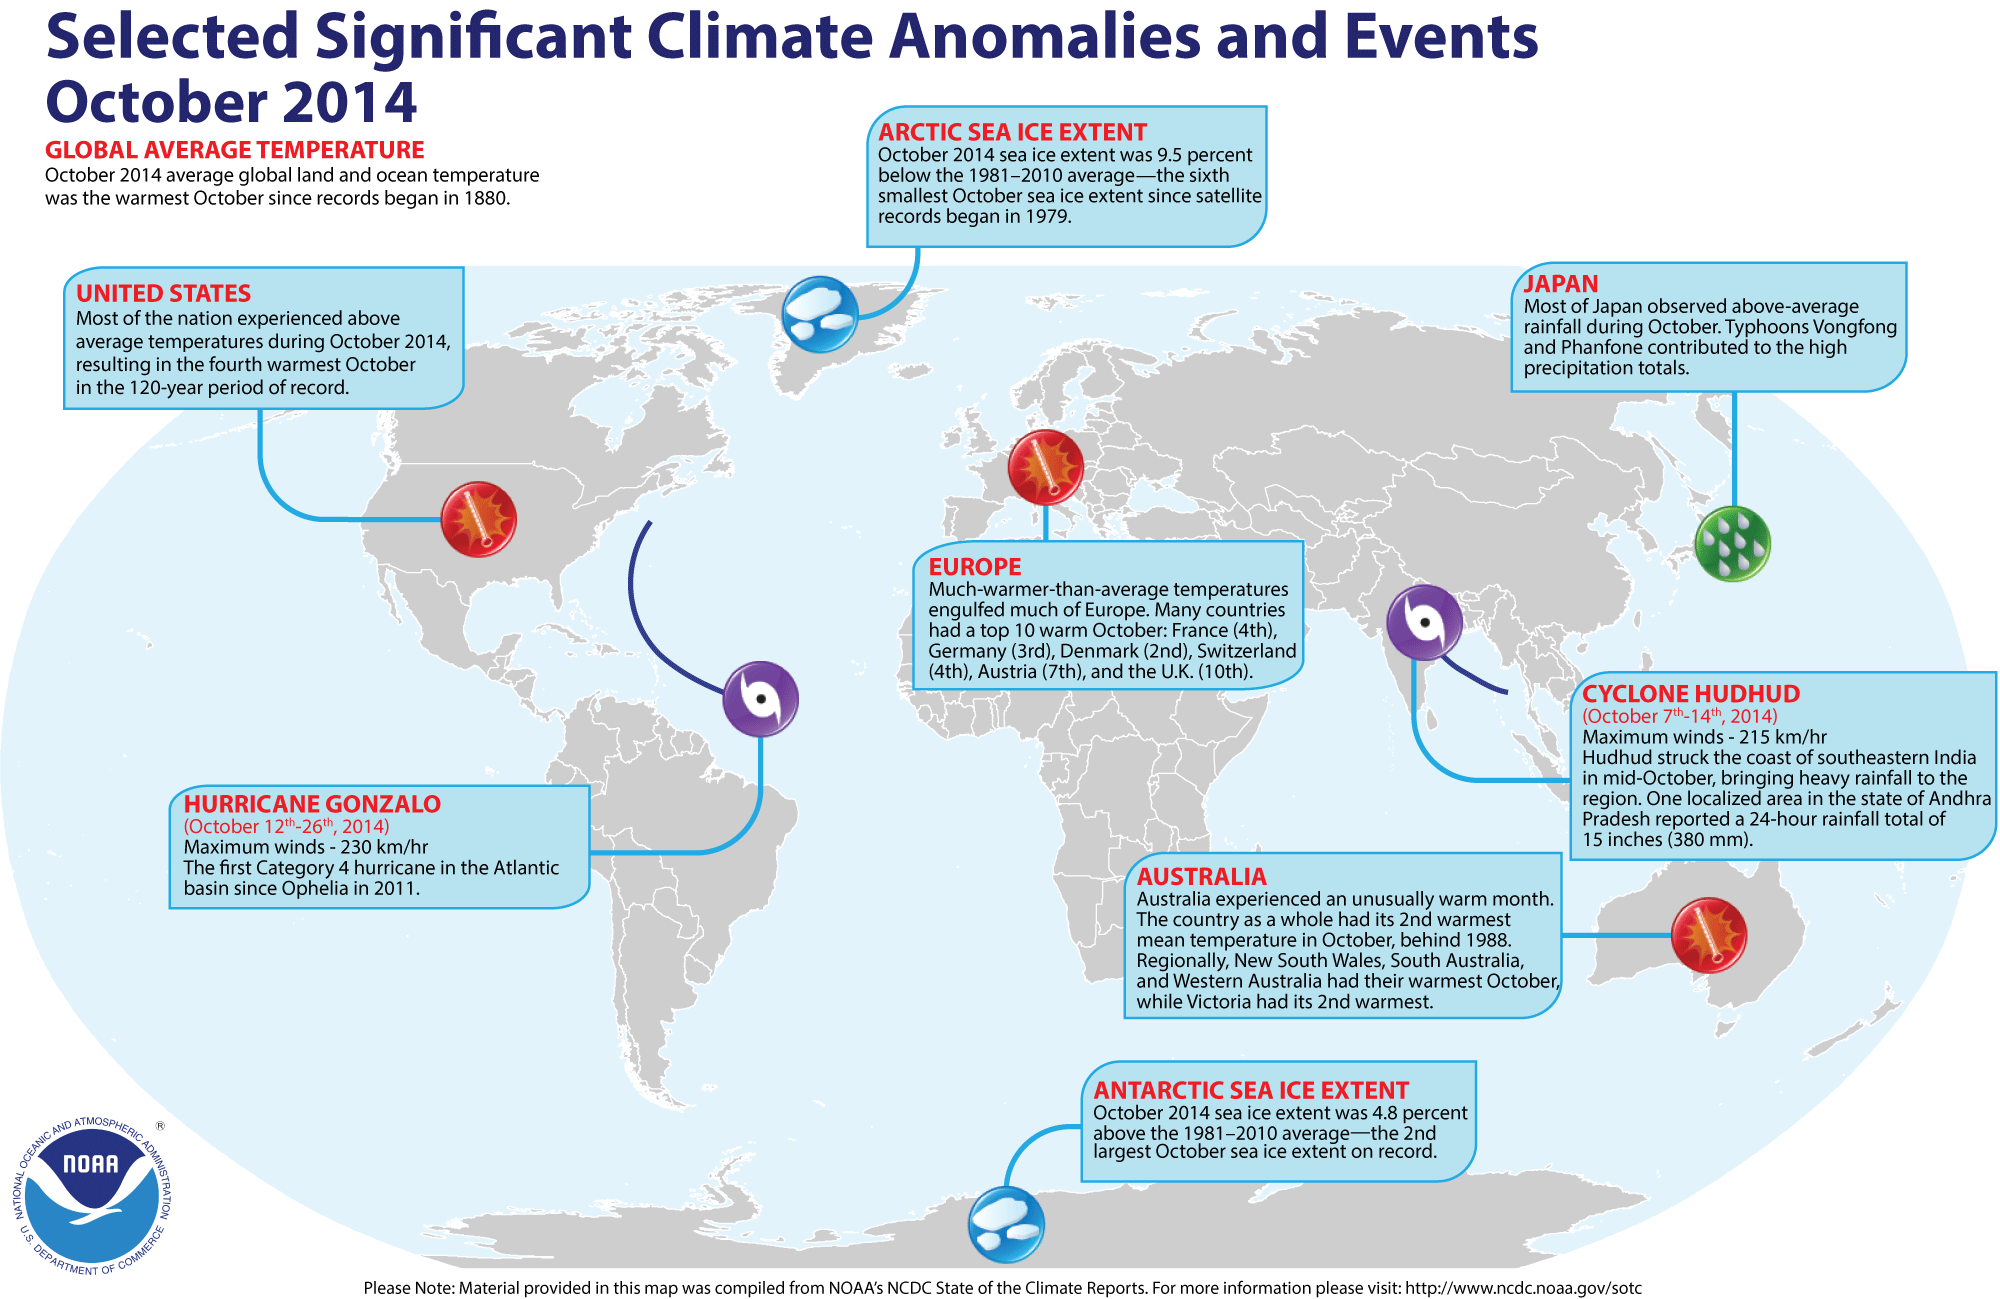 Selected Significant Climate Anomalies and Events
October 2014
GLOBAL AVERAGE TEMPERATURE
October 2014 average global land and ocean temperature
was the warmest October since records began in 1880.
ARCTIC SEA ICE EXTENT
October 2014 sea ice extent was 9.5 percent
below the 1981–2010 average—the sixth
smallest October sea ice extent since satellite
records began in 1979.
UNITED STATES
Most of the nation experienced above
average temperatures during October 2014,
resulting in the fourth warmest October
in the 120-year period of record.
JAPAN
Most of Japan observed above-average
rainfall during October. Typhoons Vongfong
and Phanfone contributed to the high
precipitation totals.
EUROPE
Much-warmer-than-average temperatures
engulfed much of Europe. Many countries
had a top 10 warm October: France (4th),
Germany (3rd), Denmark (2nd), Switzerland
(4th), Austria (7th), and the U.K. (10th).
CYCLONE HUDHUD
(October 7th-14th, 2014)
Maximum winds - 215 km/hr
Hudhud struck the coast of southeastern India
in mid-October, bringing heavy rainfall to the
region. One localized area in the state of Andhra
Pradesh reported a 24-hour rainfall total of
15 inches (380 mm).
HURRICANE GONZALO
(October 12th-26th, 2014)
Maximum winds - 230 km/hr
The first Category 4 hurricane in the Atlantic
basin since Ophelia in 2011.
AUSTRALIA
Australia experienced an unusually warm month.
The country as a whole had its 2nd warmest
mean temperature in October, behind 1988.
Regionally, New South Wales, South Australia,
and Western Australia had their warmest October,
while Victoria had its 2nd warmest.
ANTARCTIC SEA ICE EXTENT
October 2014 sea ice extent was 4.8 percent
above the 1981–2010 average—the 2nd
largest October sea ice extent on record.
NATIONAL OCEANIC AND ATMOSPHERIC ADMINISTRATION
®
NOAA
U.S. DEPARTMENT OF COMMERCE
Please Note: Material provided in this map was compiled from NOAA's NCDC State of the Climate Reports. For more information please visit: http://www.ncdc.noaa.gov/sotc